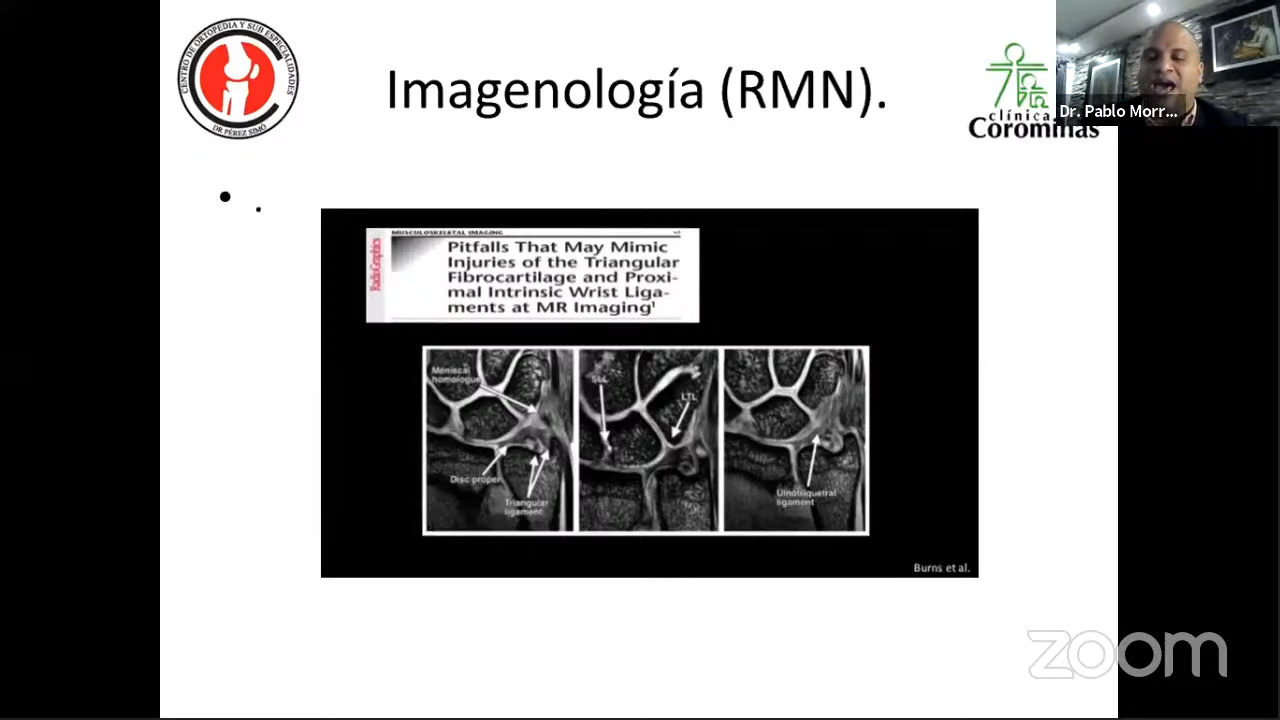 CENTRO DE ORTOPEDIA Y SUB ESPECIALIDADES
DR PÉREZ SIMÓ
Imagenología (RMN).
clínica
Corominas
Dr. Pablo Morr...
•
.
MUSCULOSKELETAL IMAGING
RadioGraphics
Pitfalls That May Mimic
Injuries of the Triangular
Fibrocartilage and Proxi-
mal Intrinsic Wrist Liga-
ments at MR Imaging¹
Meniscal
homologue
Disc proper
Triangular
ligament
LTL
Ulnotriquetral
ligament
Burns et al.
zoom